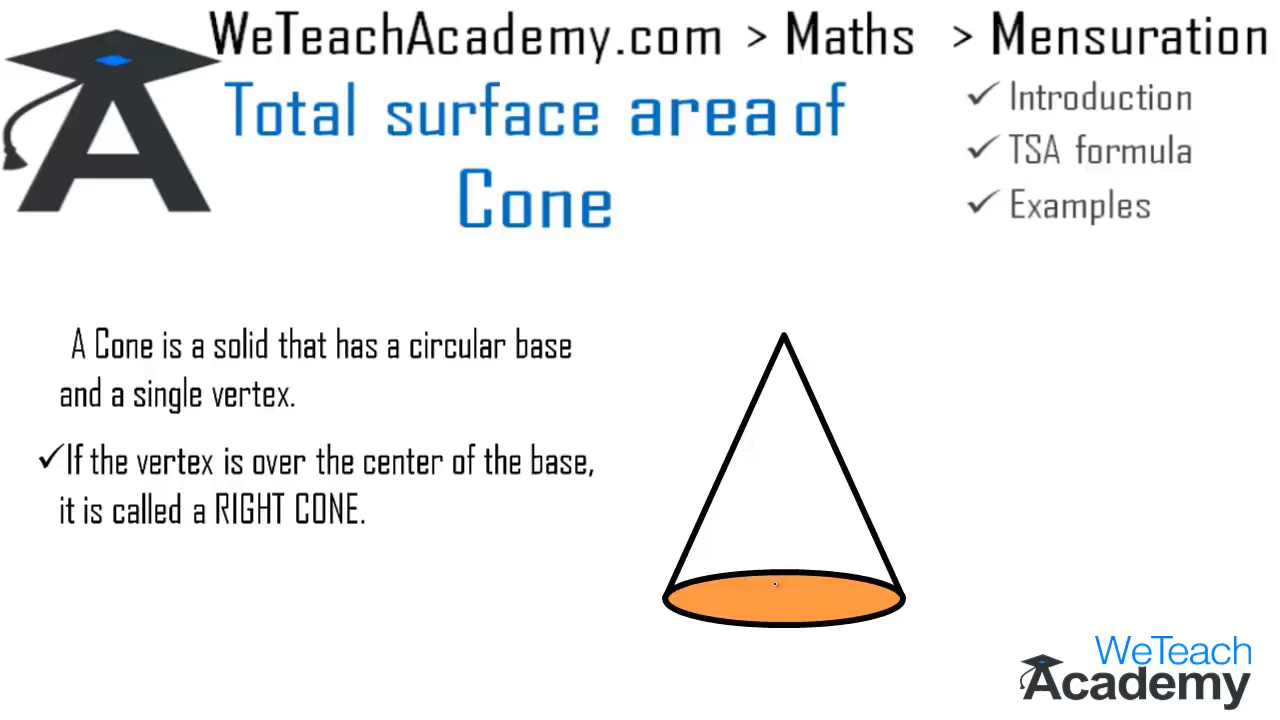 WeTeachAcademy.com > Maths > Mensuration
Total surface area of
Cone
✓ Introduction
✓ TSA formula
✓ Examples
A Cone is a solid that has a circular base
and a single vertex.
✓If the vertex is over the center of the base,
it is called a RIGHT CONE.
WeTeach
Academy